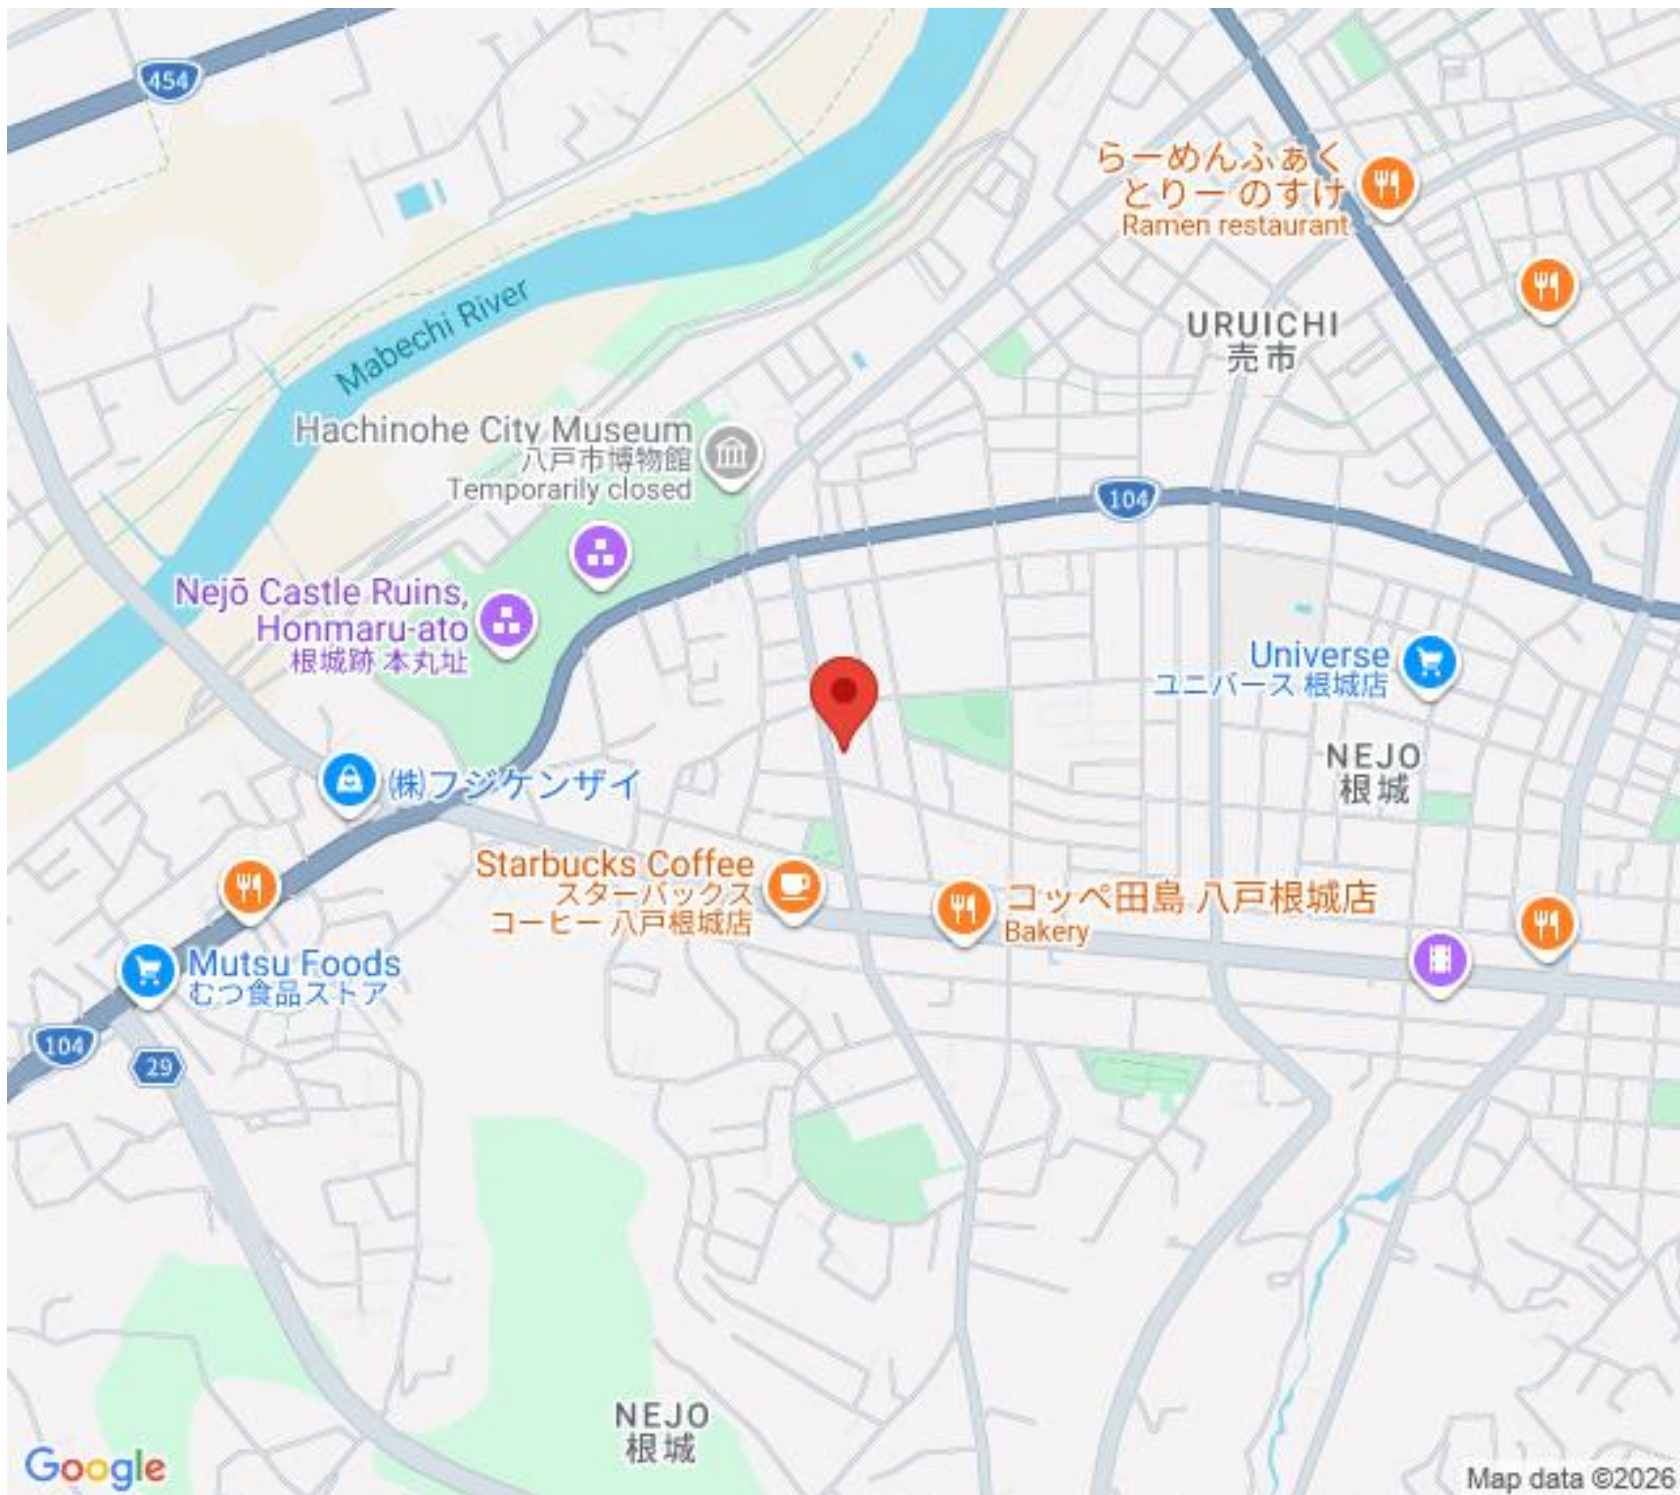 454
らーめんふぁく
とりー のすけ
Ramen restaurant
URUICHI
売市
Mabechi River
Hachinohe City Museum
八戸市博物館
Temporarily closed
104
Nejō Castle Ruins,
Honmaru-ato
根城跡 本丸址
Universe
ユニバース 根城店
NEJO
根城
㈱フジケンザイ
Starbucks Coffee
スターバックス
コーヒー 八戸根城店
コッペ田島 八戸根城店
Bakery
Mutsu Foods
むつ食品ストア
104
29
NEJO
根城
Google
Map data ©2026